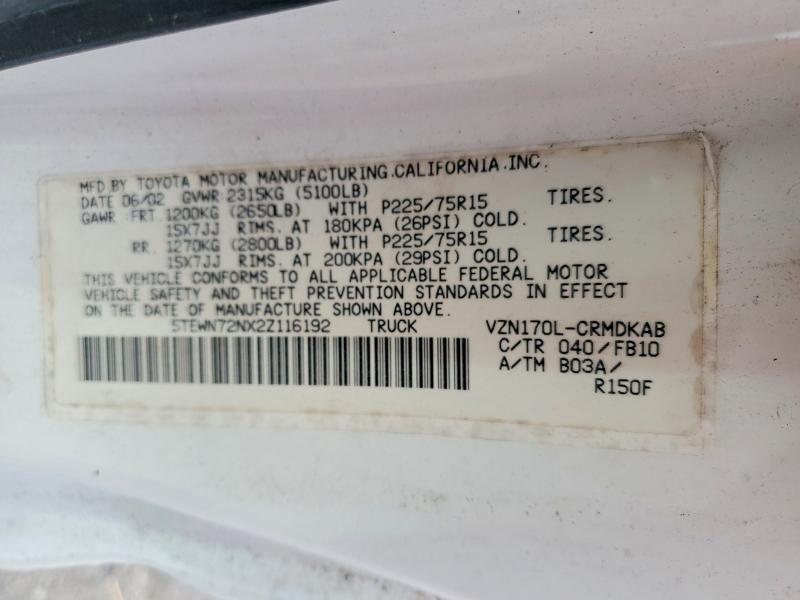 MFD.BY TOYOTA MOTOR MANUFACTURING.CALIFORNIA.INC.
DATE 06/02 GVWR 2315KG (5100LB)
GAWR FRT. 1200KG (2650LB) WITH P225/75R15 TIRES.
15X7JJ RIMS. AT 180KPA (26PSI) COLD.
RR. 1270KG (2800LB) WITH P225/75R15 TIRES.
15X7JJ RIMS. AT 200KPA (29PSI) COLD.
THIS VEHICLE CONFORMS TO ALL APPLICABLE FEDERAL MOTOR
VEHICLE SAFETY AND THEFT PREVENTION STANDARDS IN EFFECT
ON THE DATE OF MANUFACTURE SHOWN ABOVE.
5TEWN72NX2Z116192 TRUCK VZN170L-CRMDKAB
C/TR 040/FB10
A/TM B03A/
R150F